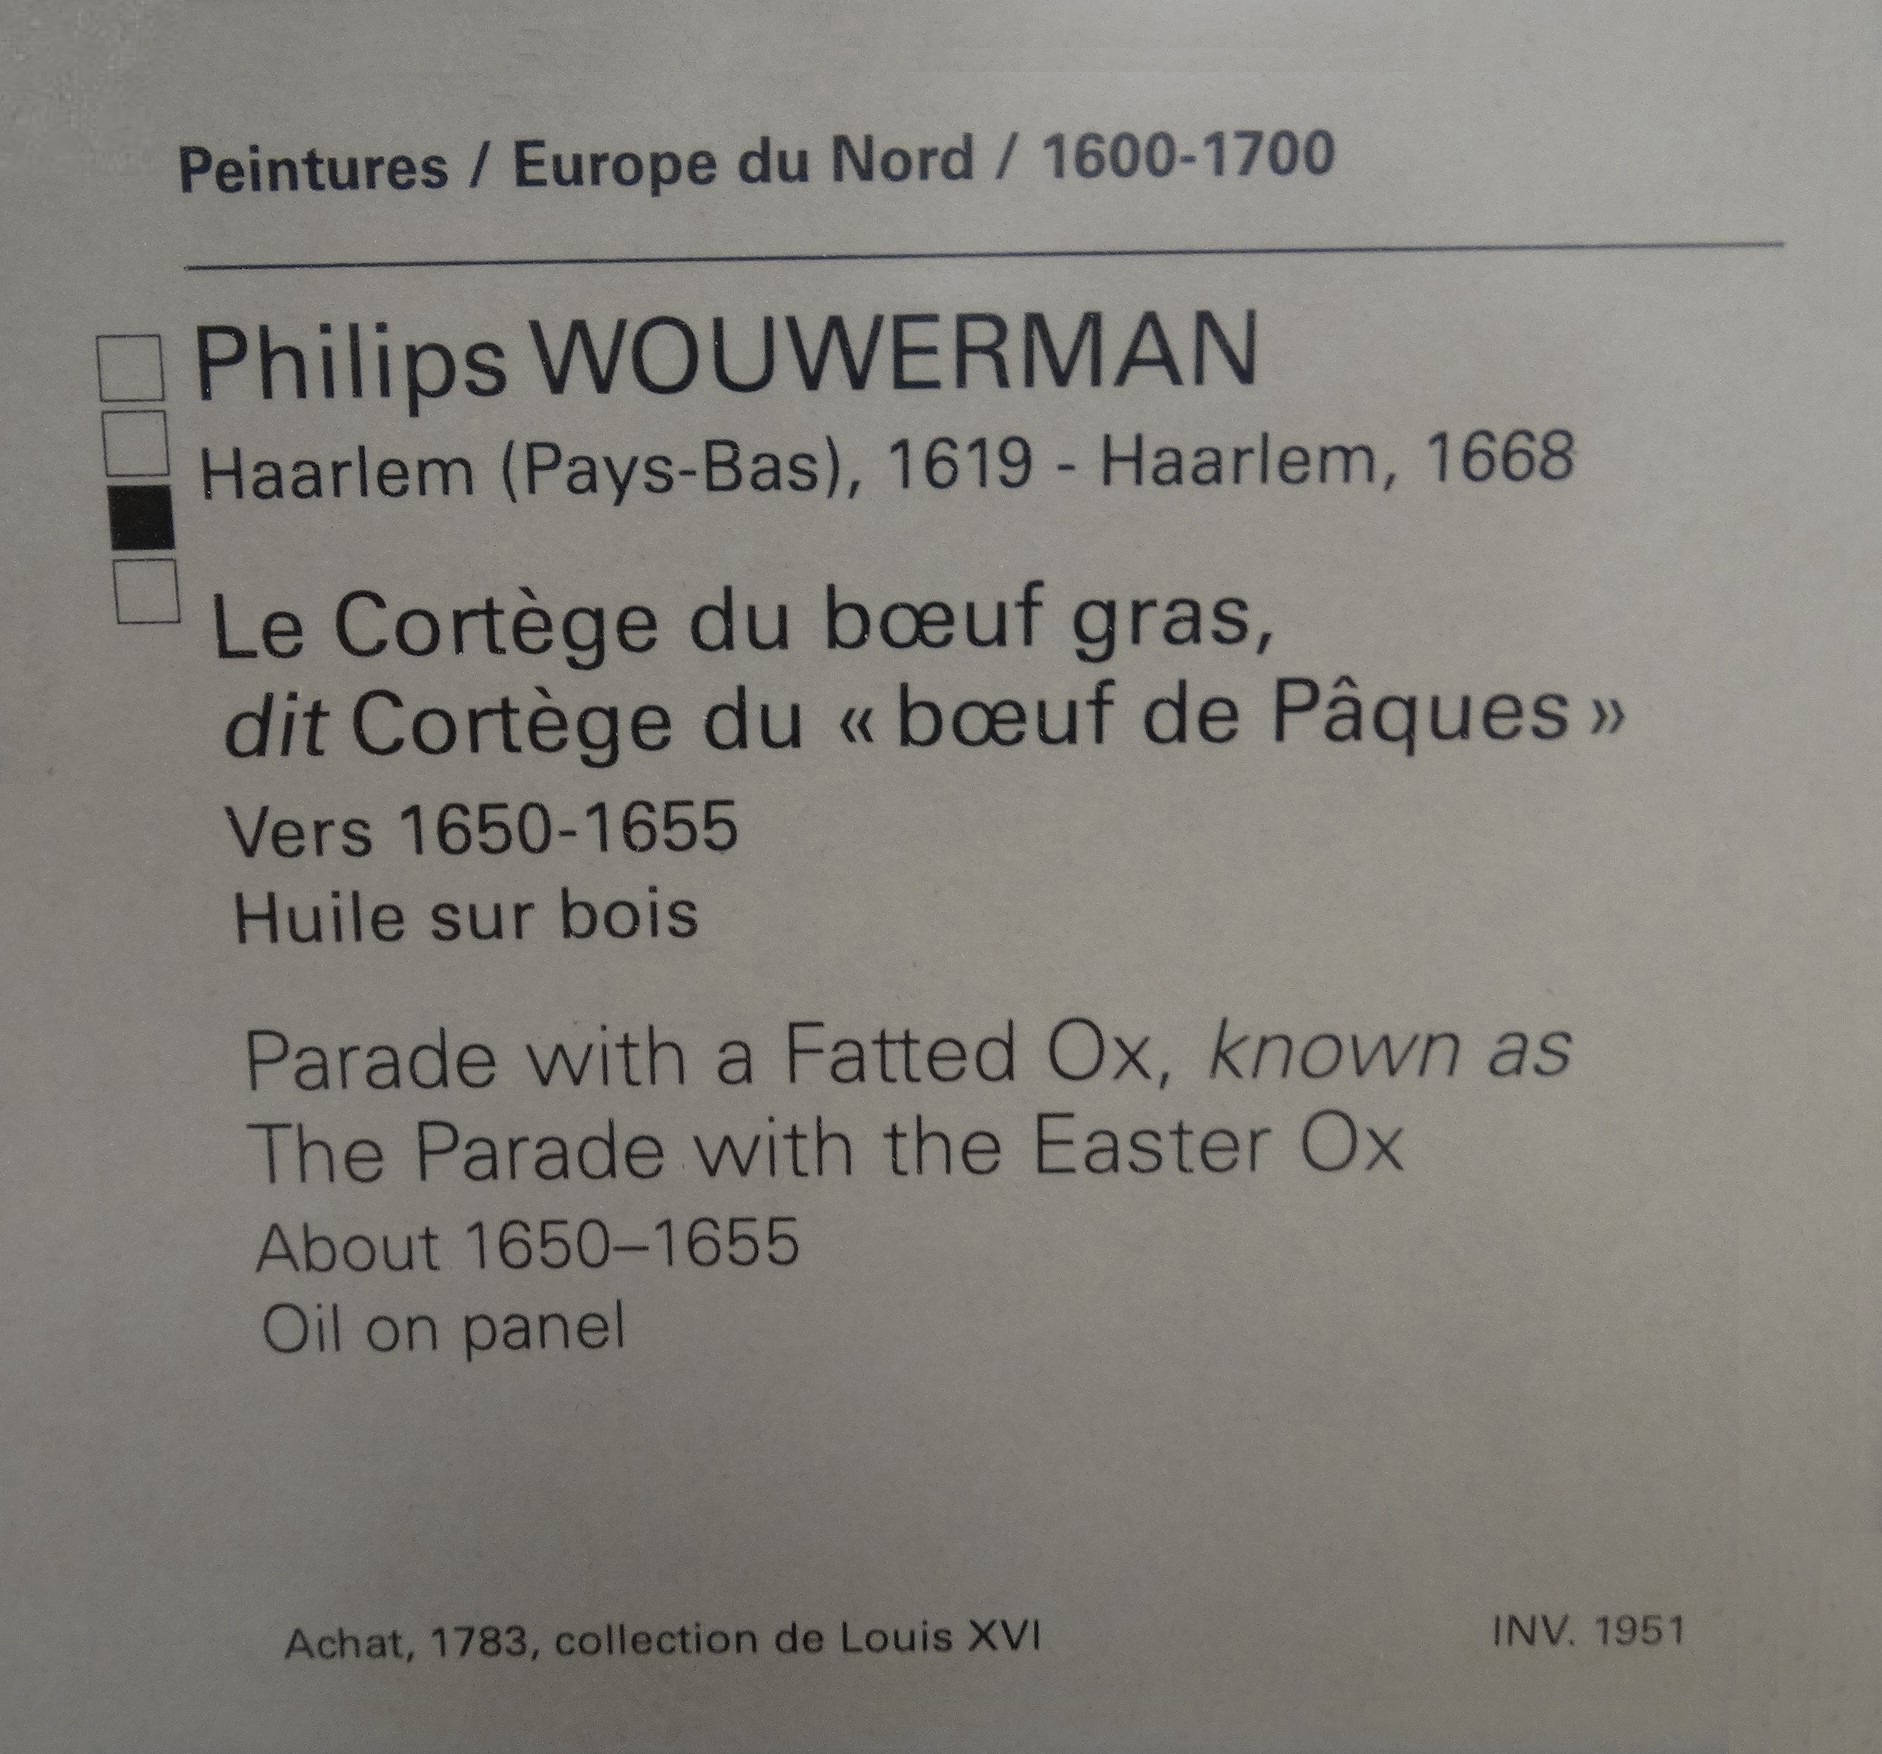 Peintures / Europe du Nord / 1600-1700
Philips WOUWERMAN
Haarlem (Pays-Bas), 1619 - Haarlem, 1668
Le Cortège du bœuf gras,
dit Cortège du « bœuf de Pâques »
Vers 1650-1655
Huile sur bois
Parade with a Fatted Ox, known as
The Parade with the Easter Ox
About 1650–1655
Oil on panel
Achat, 1783, collection de Louis XVI
INV. 1951